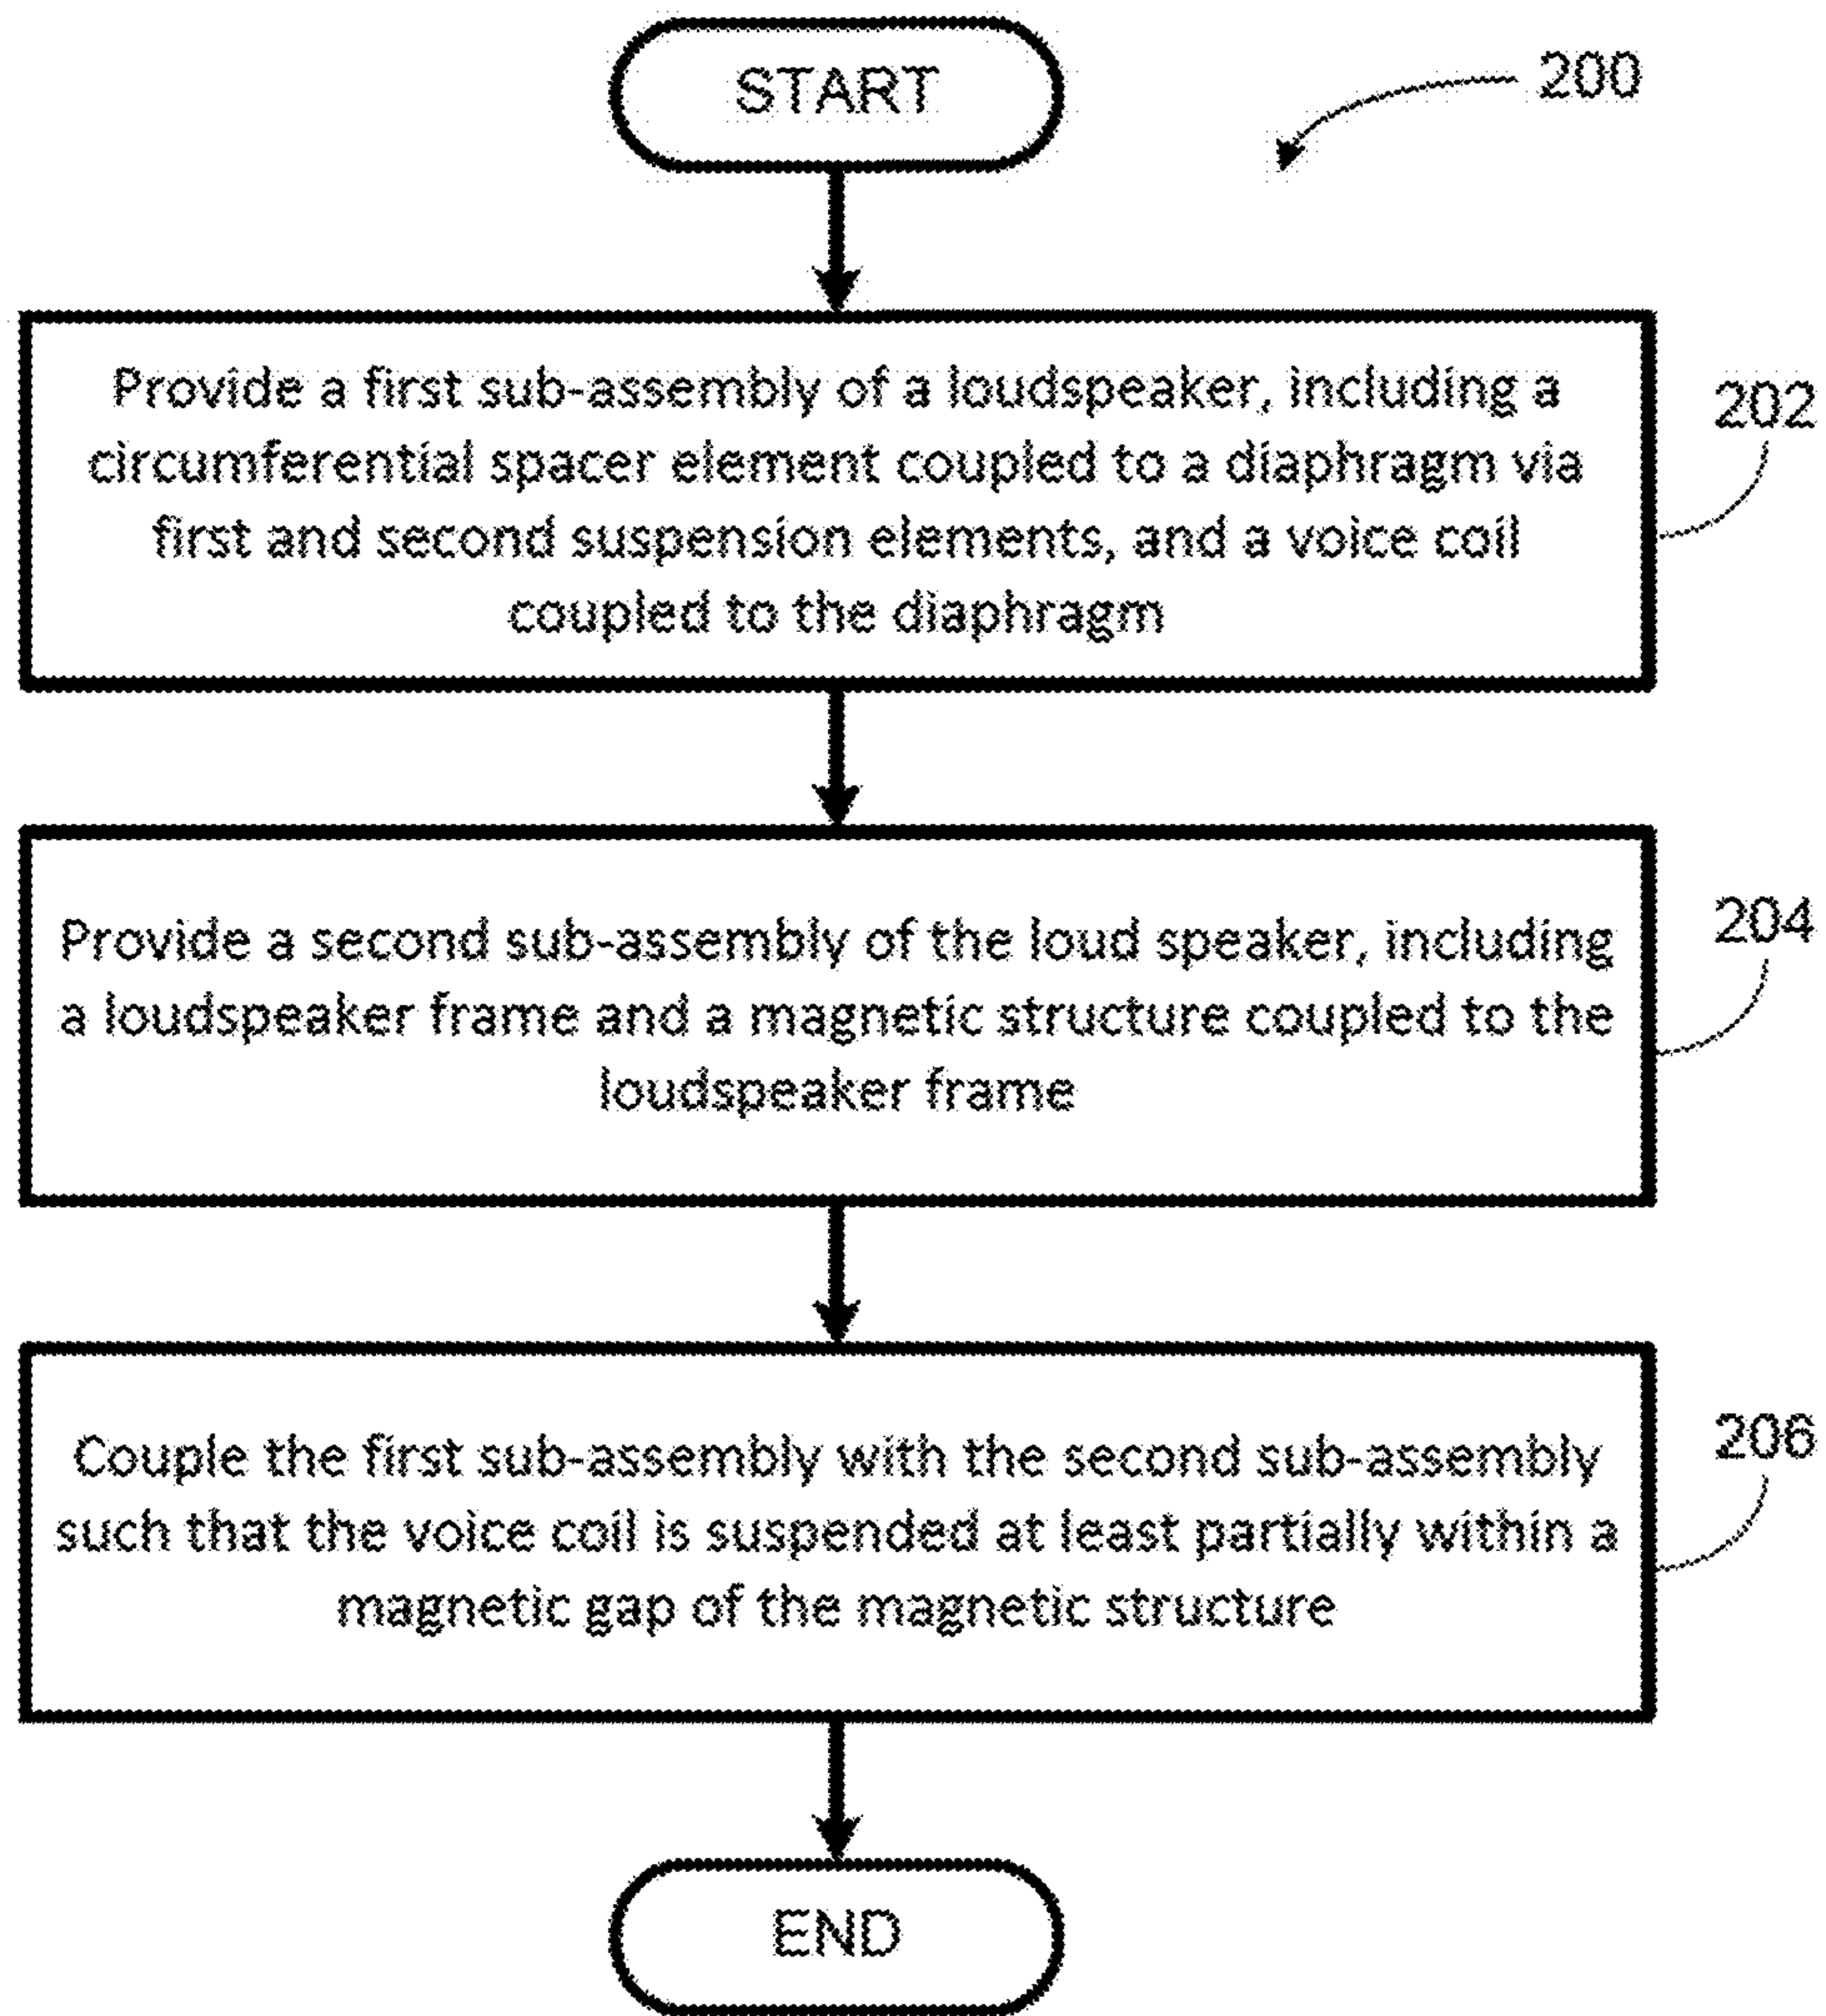 START
200
Provide a first sub-assembly of a loudspeaker, including a
circumferential spacer element coupled to a diaphragm via
first and second suspension elements, and a voice coil
coupled to the diaphragm
202
Provide a second sub-assembly of the loud speaker, including
a loudspeaker frame and a magnetic structure coupled to the
loudspeaker frame
204
Couple the first sub-assembly with the second sub-assembly
such that the voice coil is suspended at least partially within a
magnetic gap of the magnetic structure
206
END